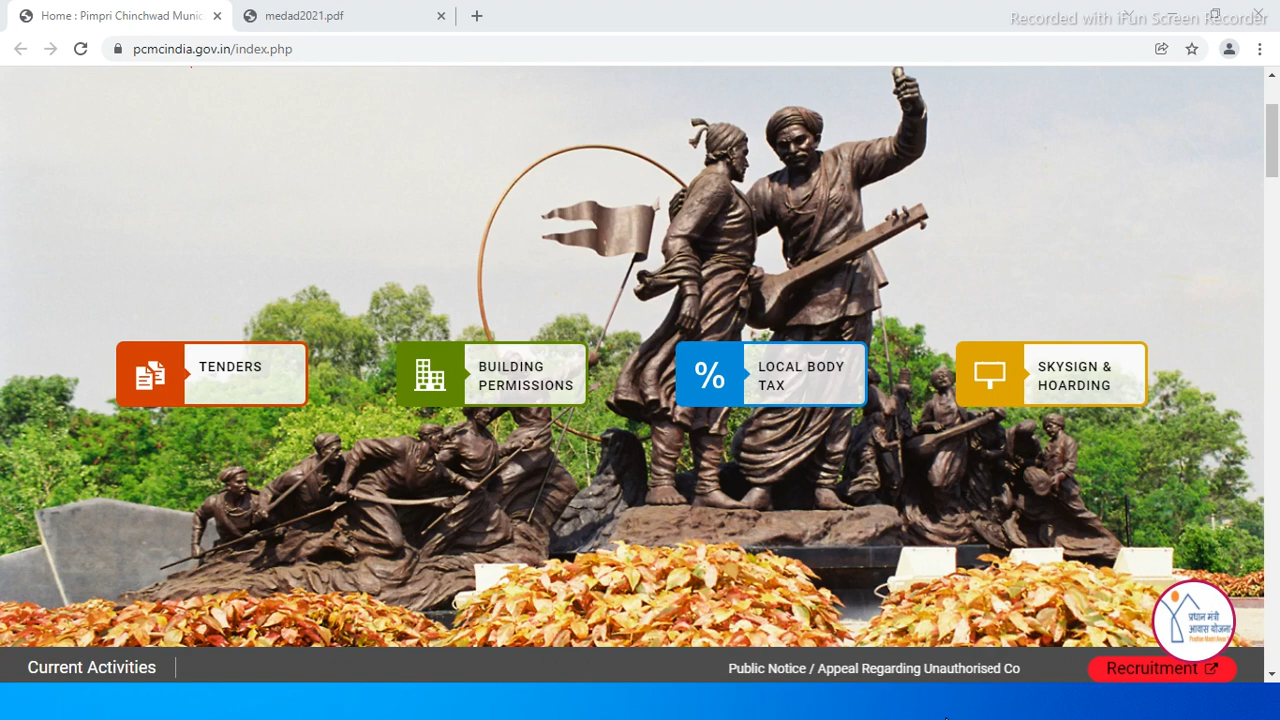 Home : Pimpri Chinchwad Munic
medad2021.pdf
Recorded with iFun Screen Recorder
pcmcindia.gov.in/index.php
TENDERS
BUILDING
PERMISSIONS
%
LOCAL BODY
TAX
SKYSIGN &
HOARDING
प्रधान मंत्री
आवास योजना
Current Activities
Public Notice / Appeal Regarding Unauthorised Co
Recruitment